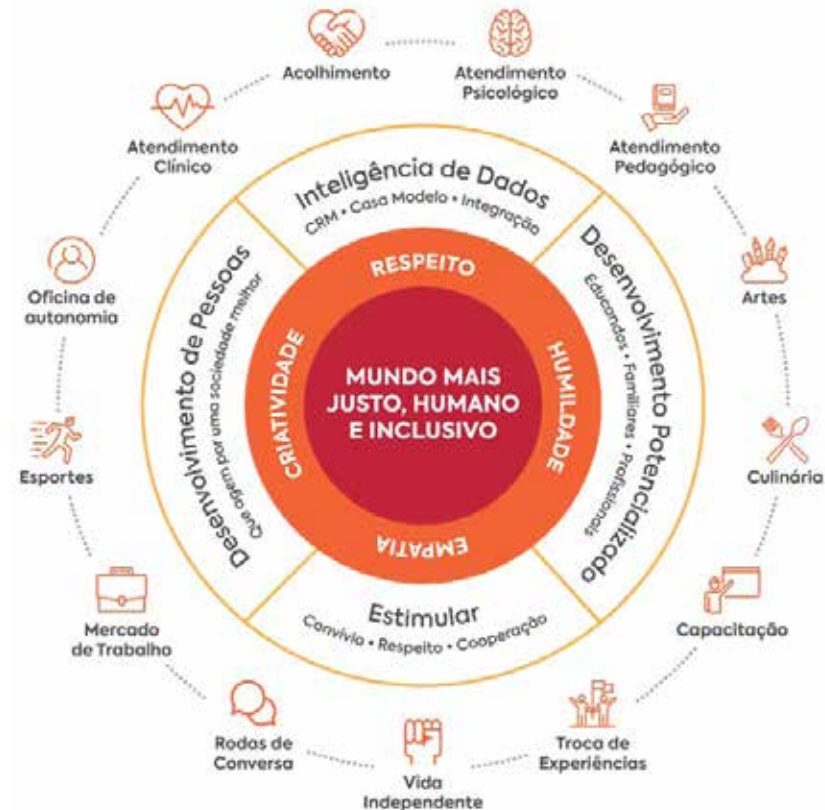 Acolhimento
Atendimento
Psicológico
Atendimento
Pedagógico
Artes
Culinária
Capacitação
Troca de
Experiências
Vida
Independente
Rodas de
Conversa
Mercado
de Trabalho
Esportes
Oficina de
autonomia
Atendimento
Clínico
Inteligência de Dados
CRM • Casa Modelo • Integração
Desenvolvimento Potencializado
Educandos • Familiares • Profissionais
Estimular
Convívio • Respeito • Cooperação
Desenvolvimento de Pessoas
Que agem por uma sociedade melhor
RESPEITO
HUMILDADE
EMPATIA
CRIATIVIDADE
MUNDO MAIS
JUSTO, HUMANO
E INCLUSIVO